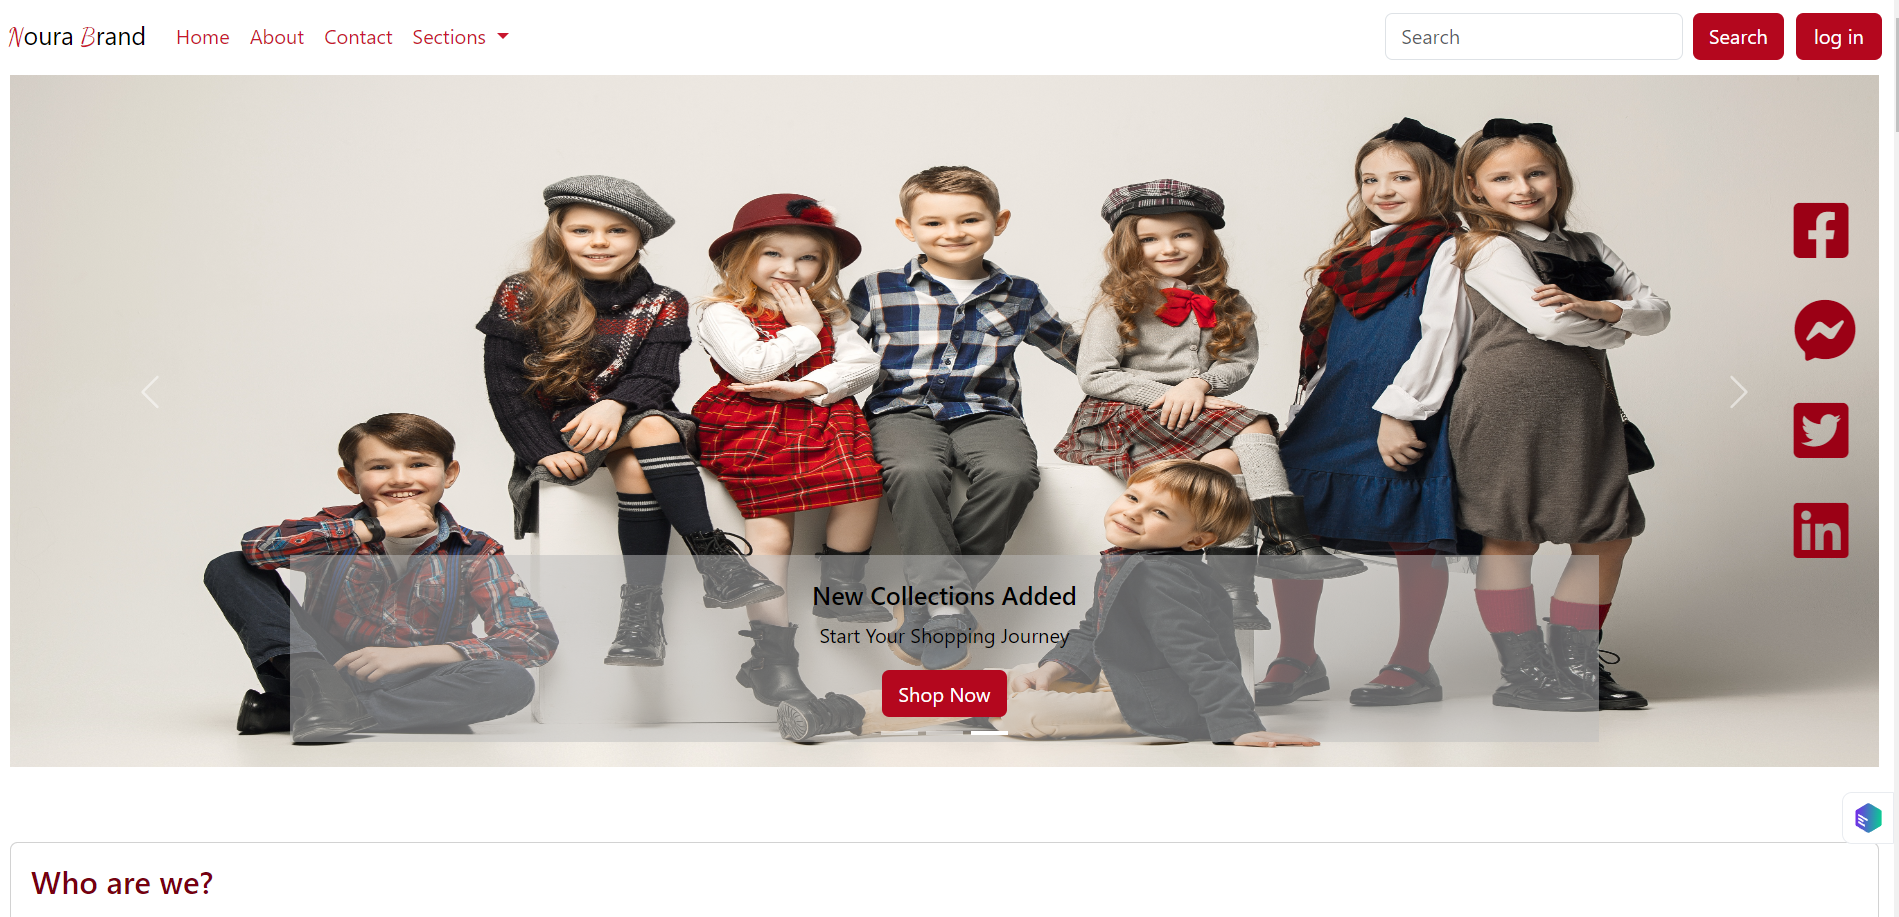 Noura Brand Home About Contact Sections Search Search log in
New Collections Added
Start Your Shopping Journey
Shop Now
Who are we?